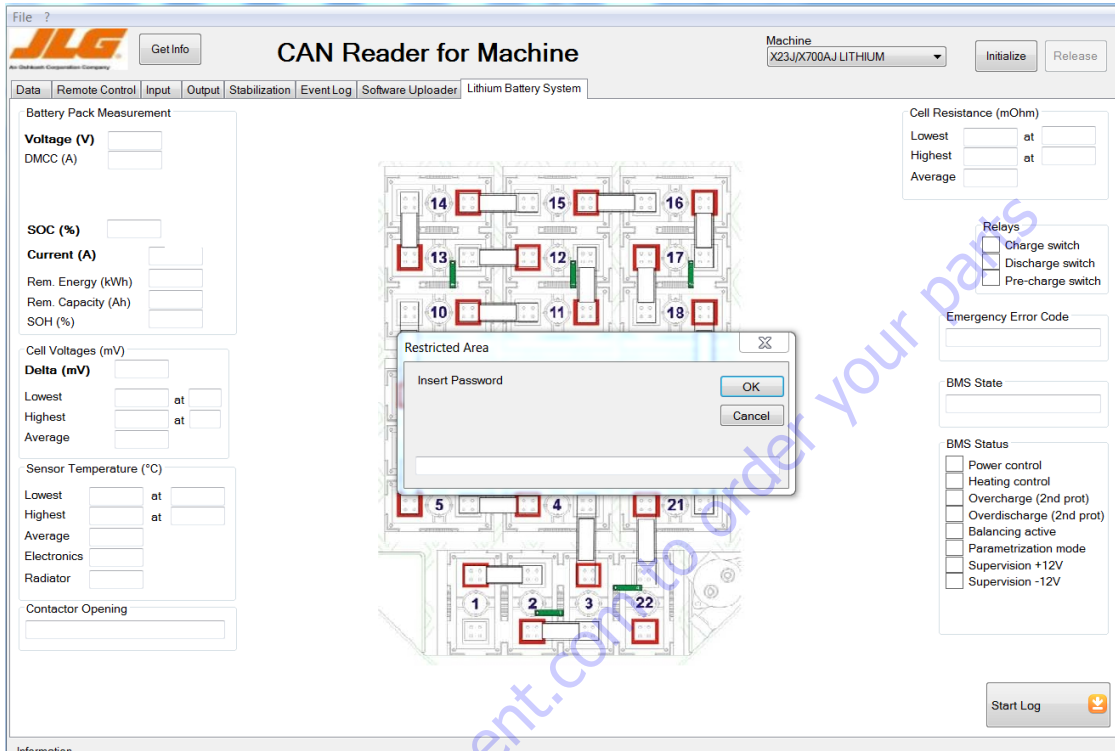 File ?
JLG
An Oshkosh Corporation Company
Get Info
CAN Reader for Machine
Machine
X23J/X700AJ LITHIUM
Initialize
Release
Data Remote Control Input Output Stabilization Event Log Software Uploader Lithium Battery System
Battery Pack Measurement
Voltage (V)
DMCC (A)
SOC (%)
Current (A)
Rem. Energy (kWh)
Rem. Capacity (Ah)
SOH (%)
Cell Voltages (mV)
Delta (mV)
Lowest at
Highest at
Average
Sensor Temperature (°C)
Lowest at
Highest at
Average
Electronics
Radiator
Contactor Opening
14 15 16
13 12 17
10 11 18
Restricted Area
Insert Password
OK
Cancel
5 4 21
1 2 3 22
Cell Resistance (mOhm)
Lowest at
Highest at
Average
Relays
Charge switch
Discharge switch
Pre-charge switch
Emergency Error Code
BMS State
BMS Status
Power control
Heating control
Overcharge (2nd prot)
Overdischarge (2nd prot)
Balancing active
Parametrization mode
Supervision +12V
Supervision -12V
Start Log
Information
ent.com to order your parts